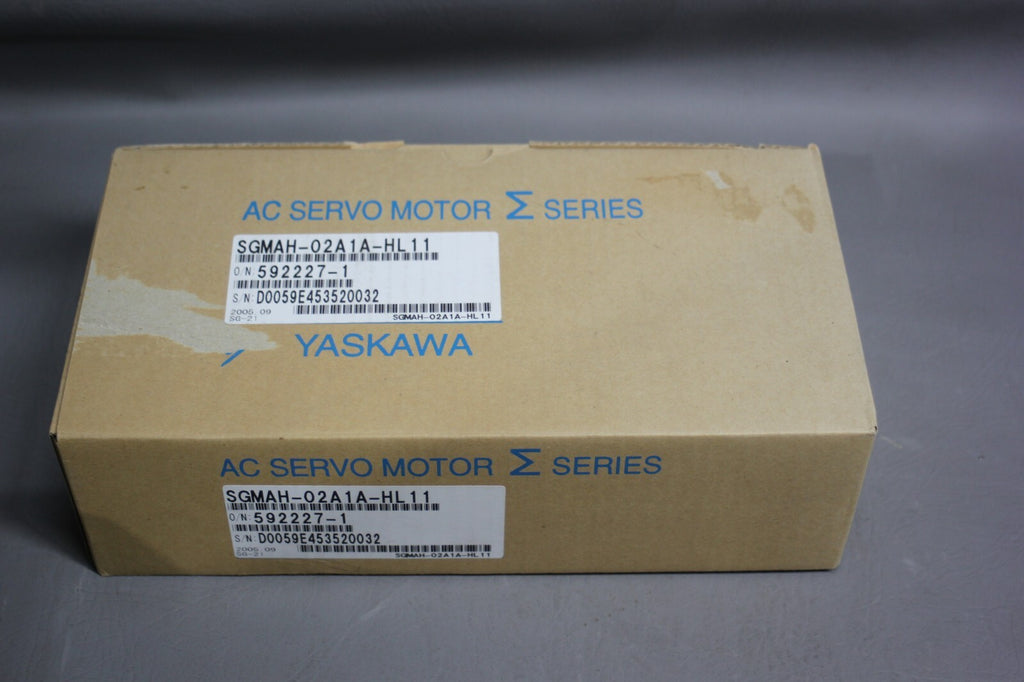 AC SERVO MOTOR Σ SERIES
SGMAH-02A1A-HL11
O/N: 592227-1
S/N: D0059E453520032
2005.09
SG-21
SGMAH-02A1A-HL11
YASKAWA
AC SERVO MOTOR Σ SERIES
SGMAH-02A1A-HL11
O/N: 592227-1
S/N: D0059E453520032
2005.09
SG-21
SGMAH-02A1A-HL11